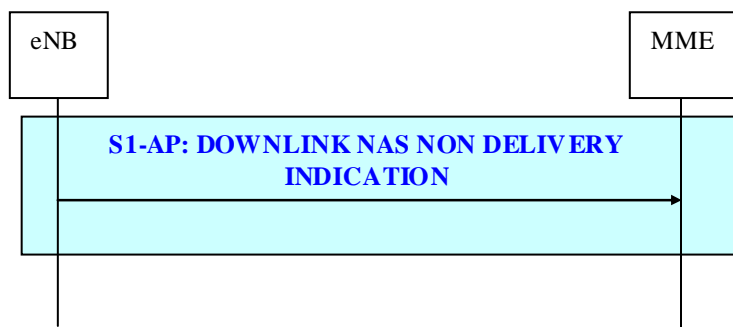 eNB
MME
S1-AP: DOWNLINK NAS NON DELIVERY
INDICATION